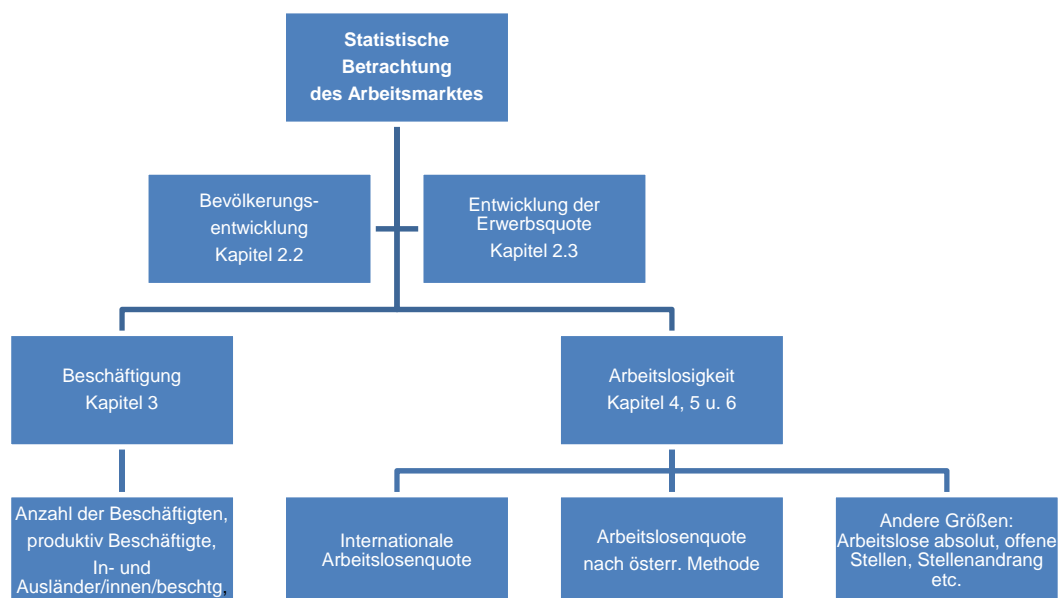 Statistische
Betrachtung
des Arbeitsmarktes
Bevölkerungs-
entwicklung
Kapitel 2.2
Entwicklung der
Erwerbsquote
Kapitel 2.3
Beschäftigung
Kapitel 3
Arbeitslosigkeit
Kapitel 4, 5 u. 6
Anzahl der Beschäftigten,
produktiv Beschäftigte,
In- und
Ausländer/innen/beschtg,
Internationale
Arbeitslosenquote
Arbeitslosenquote
nach österr. Methode
Andere Größen:
Arbeitslose absolut, offene
Stellen, Stellenandrang
etc.